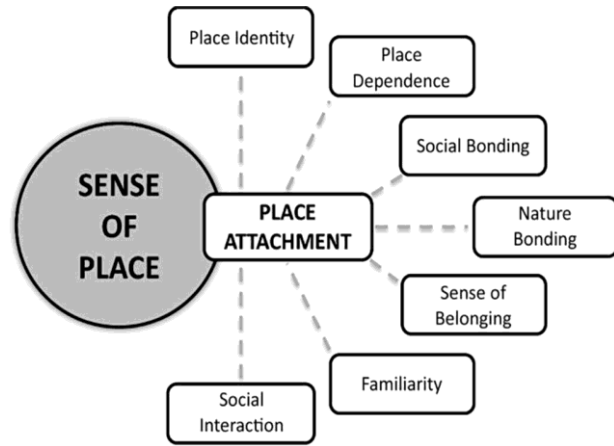 Place Identity
Place
Dependence
Social Bonding
SENSE
OF
PLACE
PLACE
ATTACHMENT
Nature
Bonding
Sense of
Belonging
Familiarity
Social
Interaction